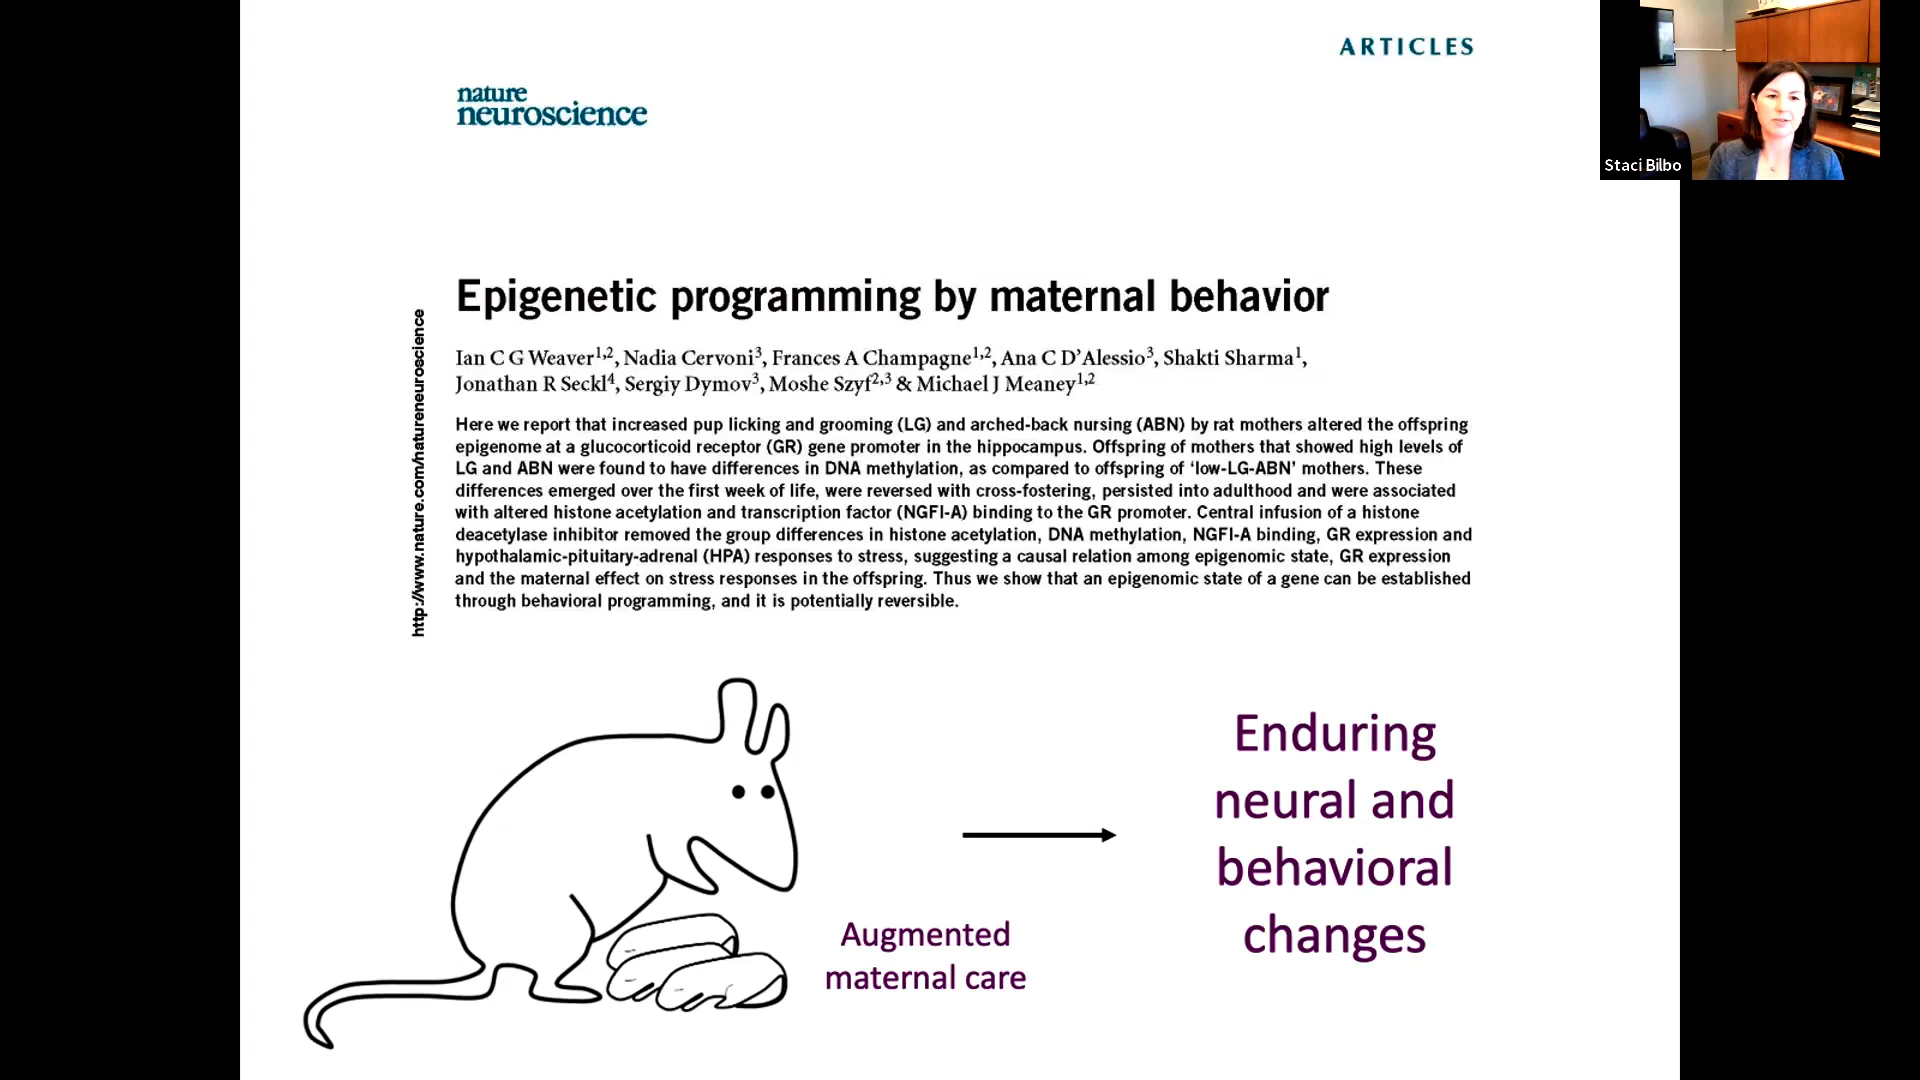 ARTICLES
nature
neuroscience
Staci Bilbo
http://www.nature.com/natureneuroscience
Epigenetic programming by maternal behavior
Ian C G Weaver1,2, Nadia Cervoni3, Frances A Champagne1,2, Ana C D’Alessio3, Shakti Sharma1,
Jonathan R Seckl4, Sergiy Dymov3, Moshe Szyf2,3 & Michael J Meaney1,2
Here we report that increased pup licking and grooming (LG) and arched-back nursing (ABN) by rat mothers altered the offspring
epigenome at a glucocorticoid receptor (GR) gene promoter in the hippocampus. Offspring of mothers that showed high levels of
LG and ABN were found to have differences in DNA methylation, as compared to offspring of ‘low-LG-ABN’ mothers. These
differences emerged over the first week of life, were reversed with cross-fostering, persisted into adulthood and were associated
with altered histone acetylation and transcription factor (NGFI-A) binding to the GR promoter. Central infusion of a histone
deacetylase inhibitor removed the group differences in histone acetylation, DNA methylation, NGFI-A binding, GR expression and
hypothalamic-pituitary-adrenal (HPA) responses to stress, suggesting a causal relation among epigenomic state, GR expression
and the maternal effect on stress responses in the offspring. Thus we show that an epigenomic state of a gene can be established
through behavioral programming, and it is potentially reversible.
Augmented
maternal care
Enduring
neural and
behavioral
changes